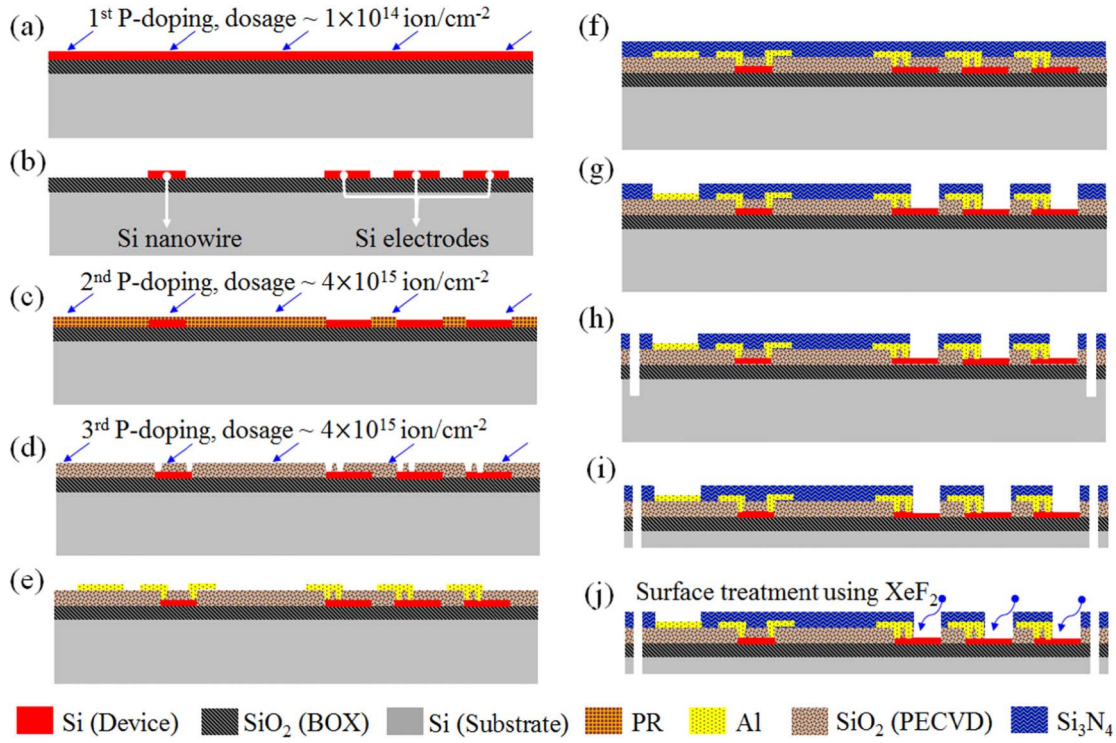 (a)
1st P-doping, dosage ~ 1×10^14 ion/cm-2
(b)
Si nanowire
Si electrodes
(c)
2nd P-doping, dosage ~ 4×10^15 ion/cm-2
(d)
3rd P-doping, dosage ~ 4×10^15 ion/cm-2
(e)
(f)
(g)
(h)
(i)
(j)
Surface treatment using XeF2
Si (Device)
SiO2 (BOX)
Si (Substrate)
PR
Al
SiO2 (PECVD)
Si3N4